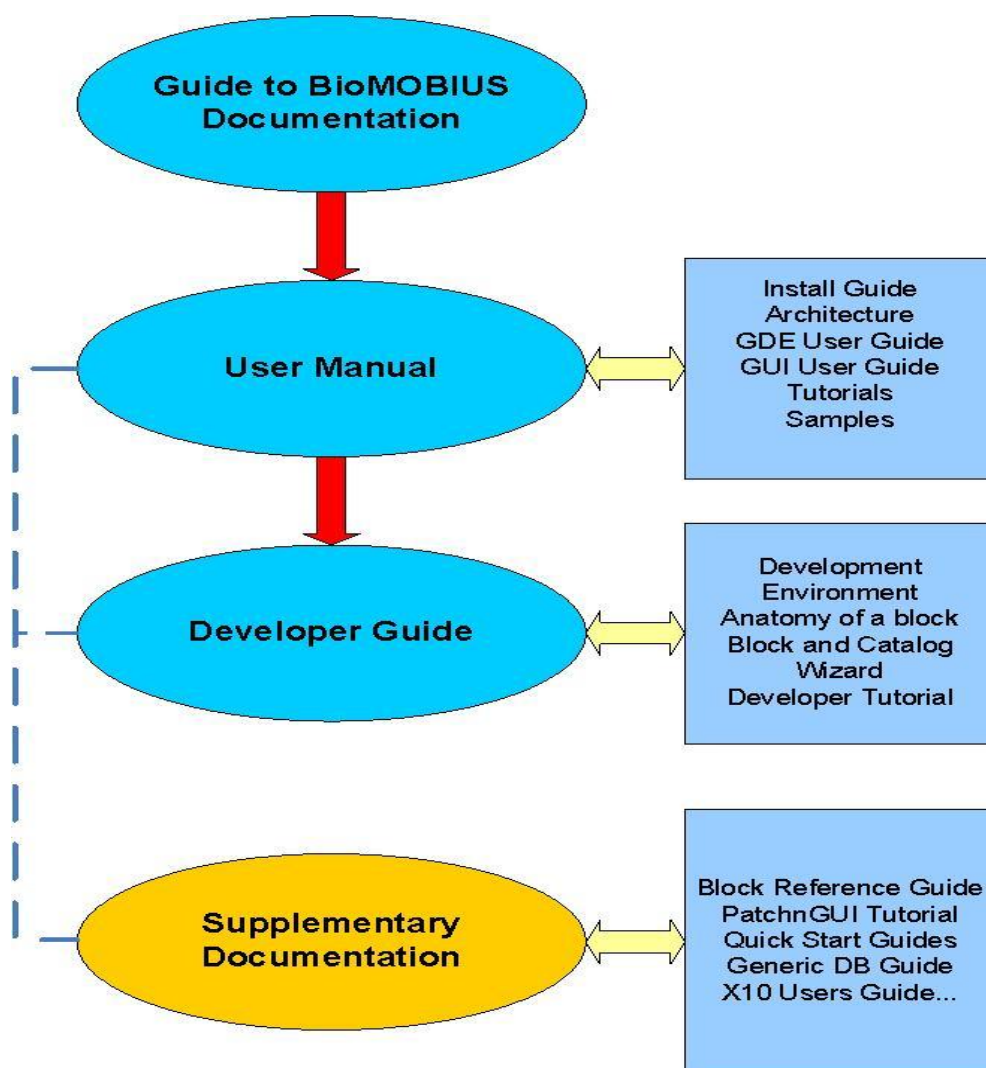 Guide to BioMOBIUS
Documentation
User Manual
Install Guide
Architecture
GDE User Guide
GUI User Guide
Tutorials
Samples
Developer Guide
Development
Environment
Anatomy of a block
Block and Catalog
Wizard
Developer Tutorial
Supplementary
Documentation
Block Reference Guide
PatchnGUI Tutorial
Quick Start Guides
Generic DB Guide
X10 Users Guide...